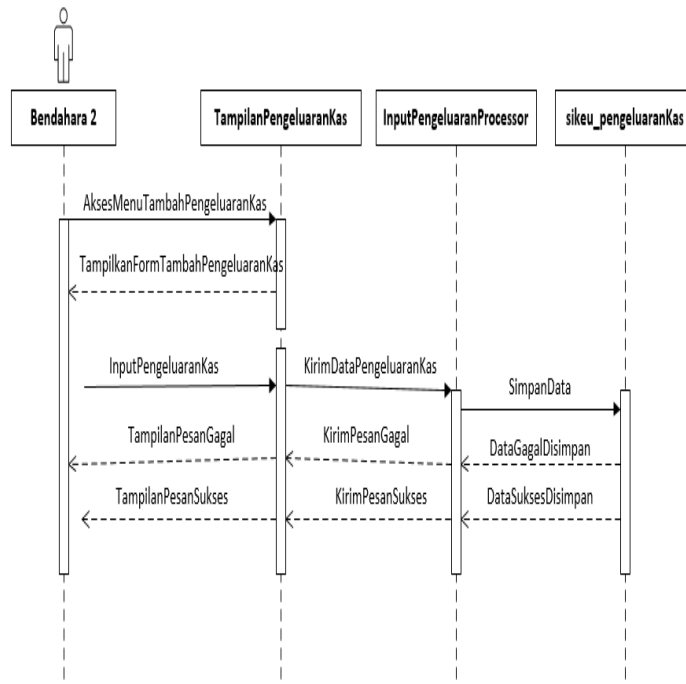 Bendahara 2
TampilanPengeluaranKas
InputPengeluaranProcessor
sikeu_pengeluaranKas
AksesMenuTambahPengeluaranKas
TampilkanFormTambahPengeluaranKas
InputPengeluaranKas
KirimDataPengeluaranKas
SimpanData
TampilanPesanGagal
KirimPesanGagal
DataGagalDisimpan
TampilanPesanSukses
KirimPesanSukses
DataSuksesDisimpan